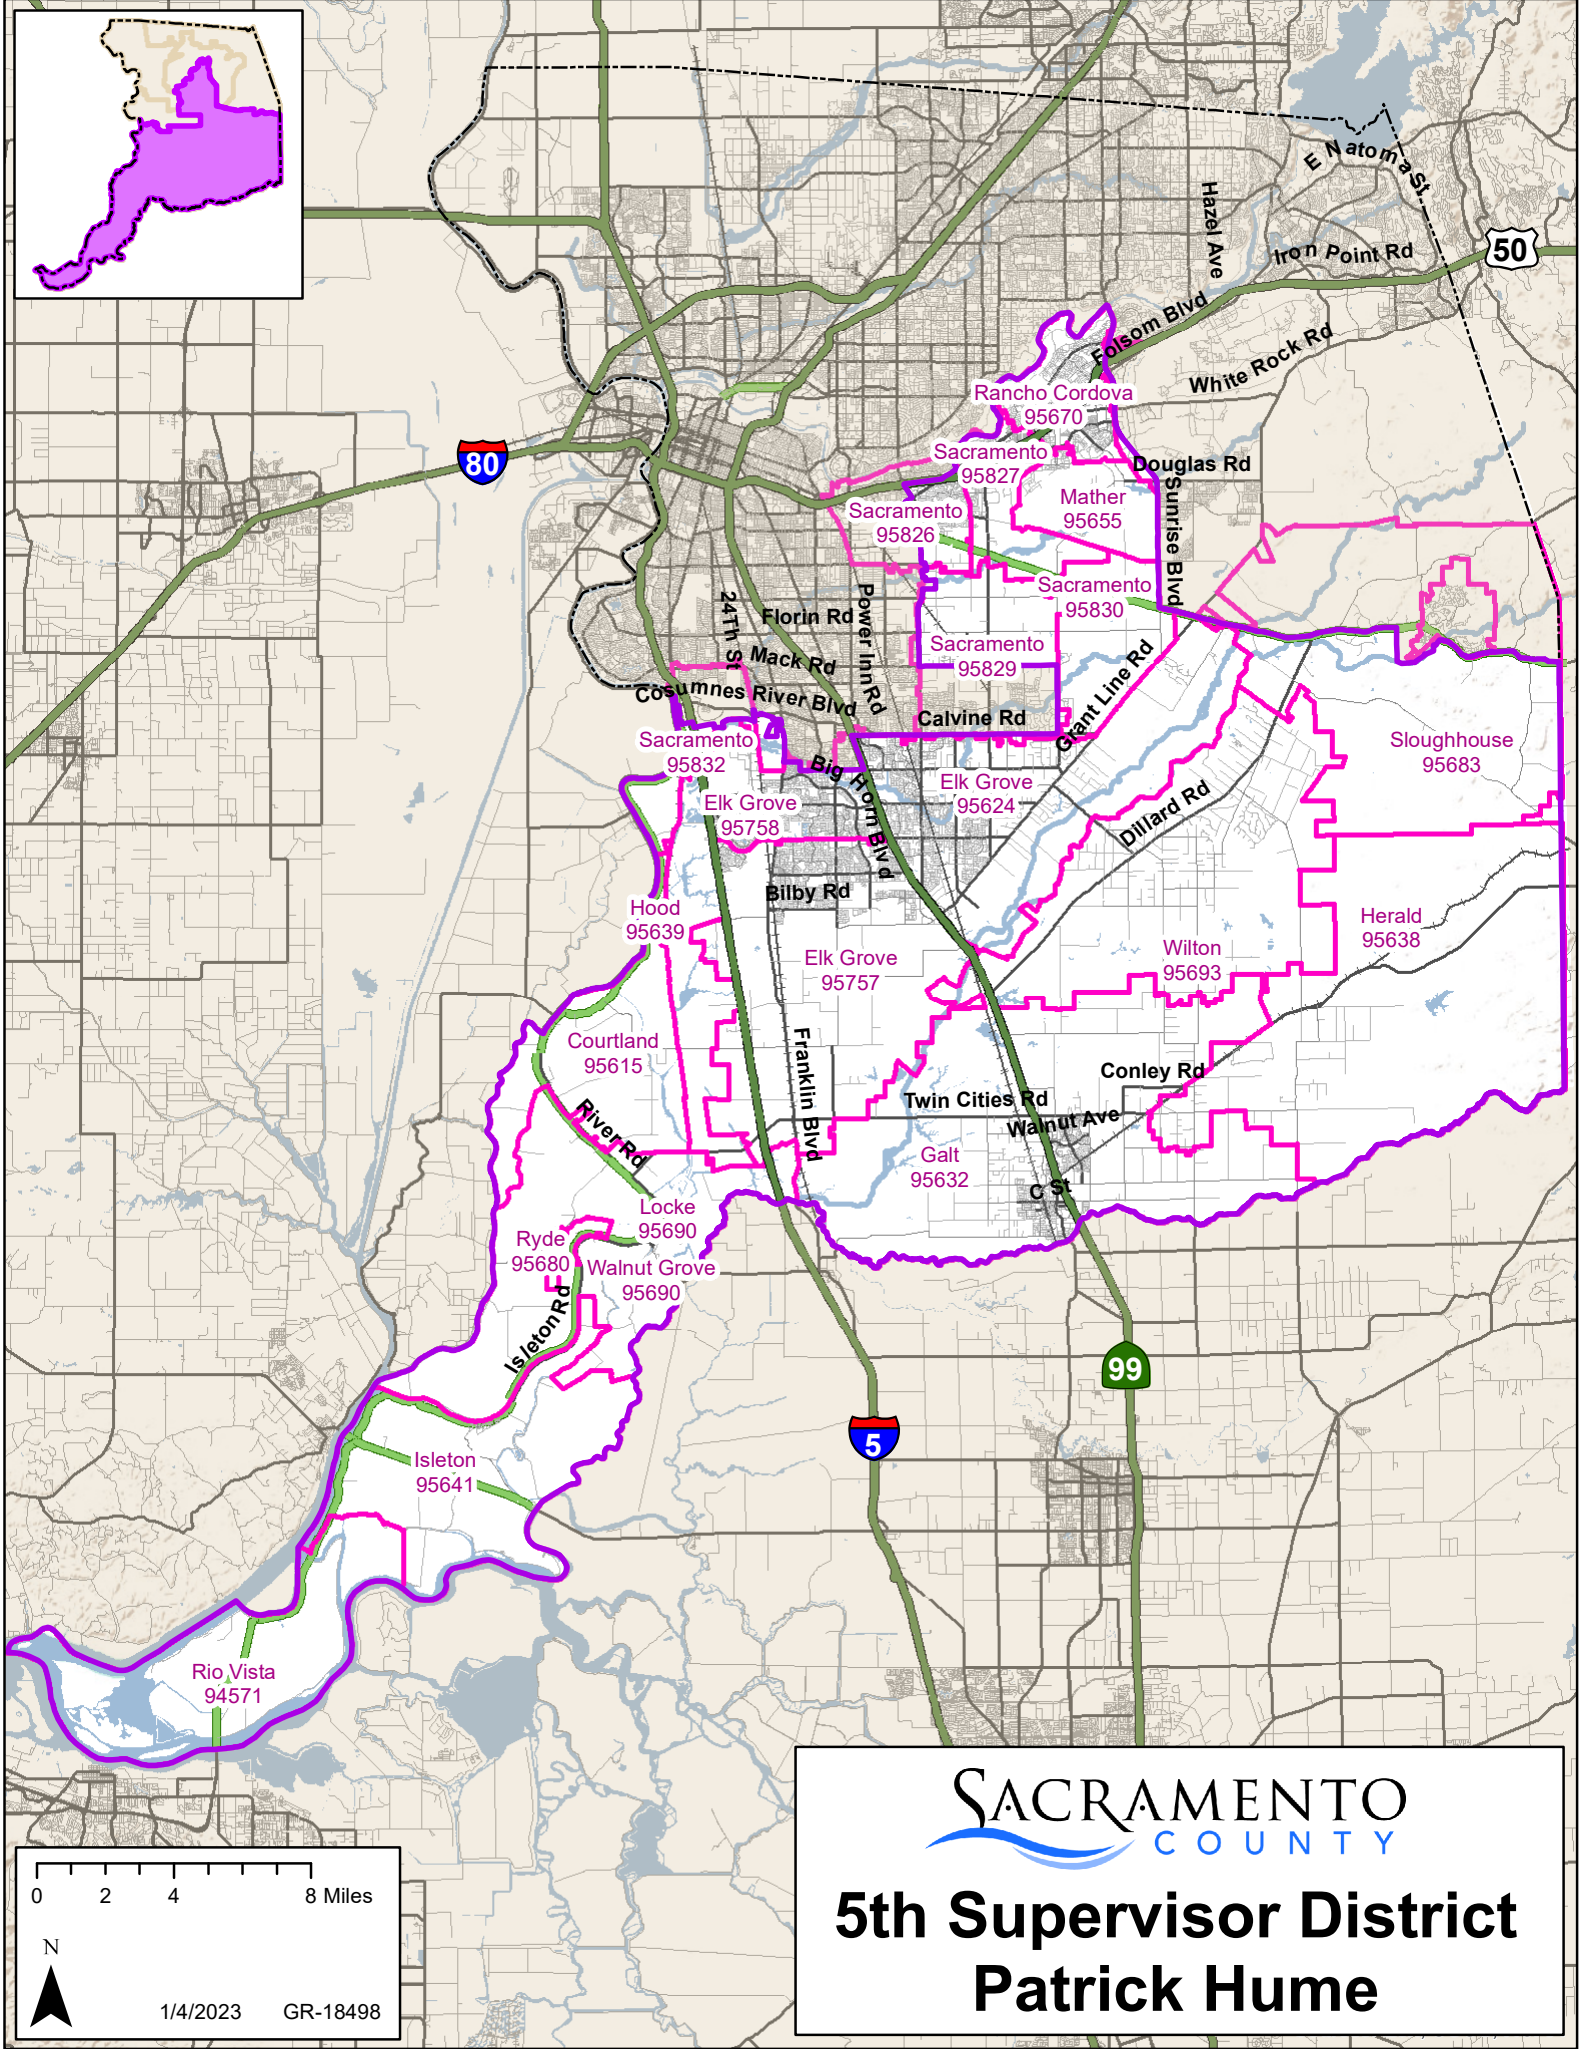 E Natoma St
Hazel Ave
Iron Point Rd
50
Folsom Blvd
White Rock Rd
Rancho Cordova
95670
80
Sacramento
95827
Douglas Rd
Mather
95655
Sunrise Blvd
Sacramento
95826
Sacramento
95830
24Th St
Florin Rd
Power Inn Rd
Mack Rd
Sacramento
95829
Grant Line Rd
Cosumnes River Blvd
Calvine Rd
Sacramento
95832
Big Horn Blvd
Sloughhouse
95683
Elk Grove
95624
Elk Grove
95758
Dillard Rd
Bilby Rd
Hood
95639
Herald
95638
Elk Grove
95757
Wilton
95693
Courtland
95615
Franklin Blvd
Conley Rd
Twin Cities Rd
Walnut Ave
River Rd
Galt
95632
C St
Locke
95690
Ryde
95680
Walnut Grove
95690
Isleton Rd
99
5
Isleton
95641
Rio Vista
94571
SACRAMENTO
COUNTY
5th Supervisor District
Patrick Hume
0 2 4 8 Miles
N
1/4/2023 GR-18498